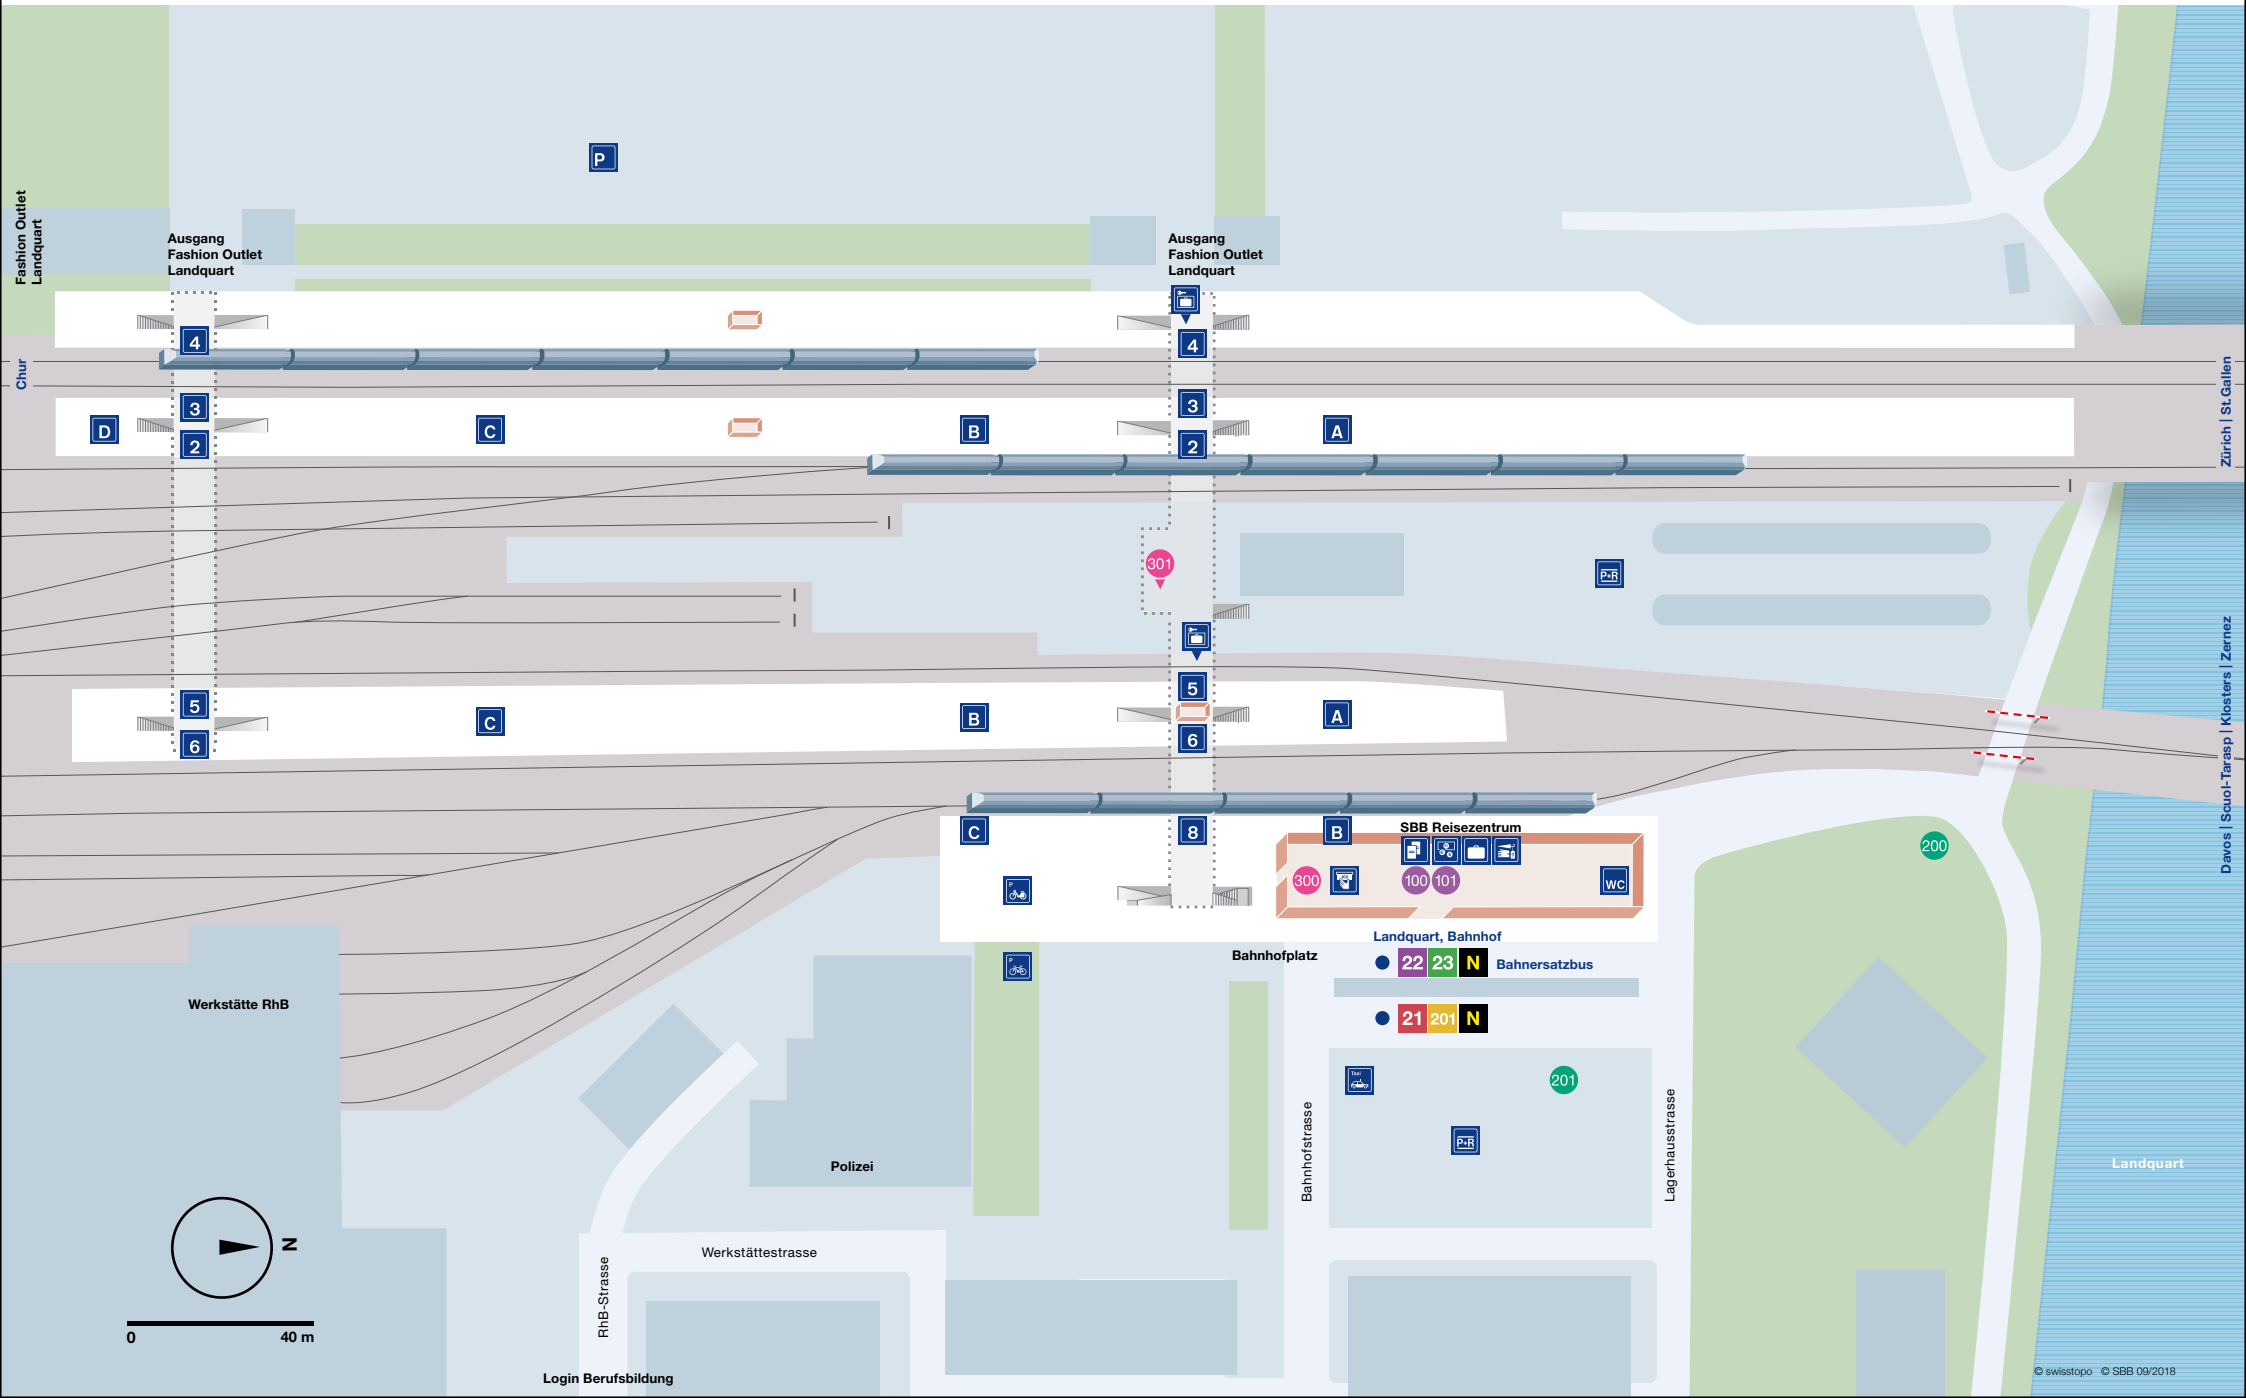 P
Fashion Outlet
Landquart
Ausgang
Fashion Outlet
Landquart
Ausgang
Fashion Outlet
Landquart
4
4
Chur
Zürich | St.Gallen
3
3
D
C
B
A
2
2
301
P+R
5
5
C
B
A
6
6
Davos | Scuol-Tarasp | Klosters | Zernez
C
8
B
SBB Reisezentrum
200
300
100
101
WC
P
Landquart, Bahnhof
Bahnhofplatz
22 23 N Bahnersatzbus
P
Werkstätte RhB
21 201 N
Taxi
201
P+R
Polizei
Bahnhofstrasse
Lagerhausstrasse
Landquart
N
Werkstättestrasse
RhB-Strasse
0 40 m
Login Berufsbildung
© swisstopo © SBB 09/2018